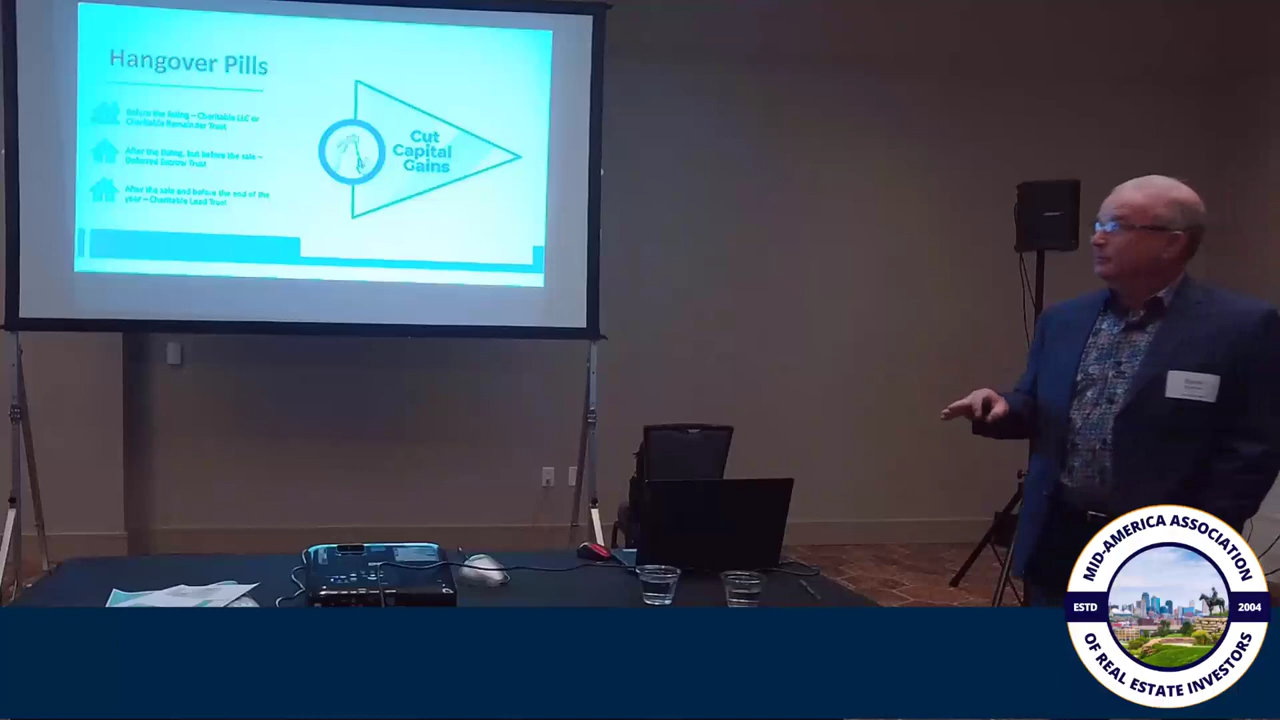 Hangover Pills
Before the listing – Charitable LLC or
Charitable Remainder Trust
After the listing, but before the sale –
Deferred Escrow Trust
After the sale and before the end of the
year – Charitable Lead Trust
Cut
Capital
Gains
MID-AMERICA ASSOCIATION
ESTD
2004
OF REAL ESTATE INVESTORS